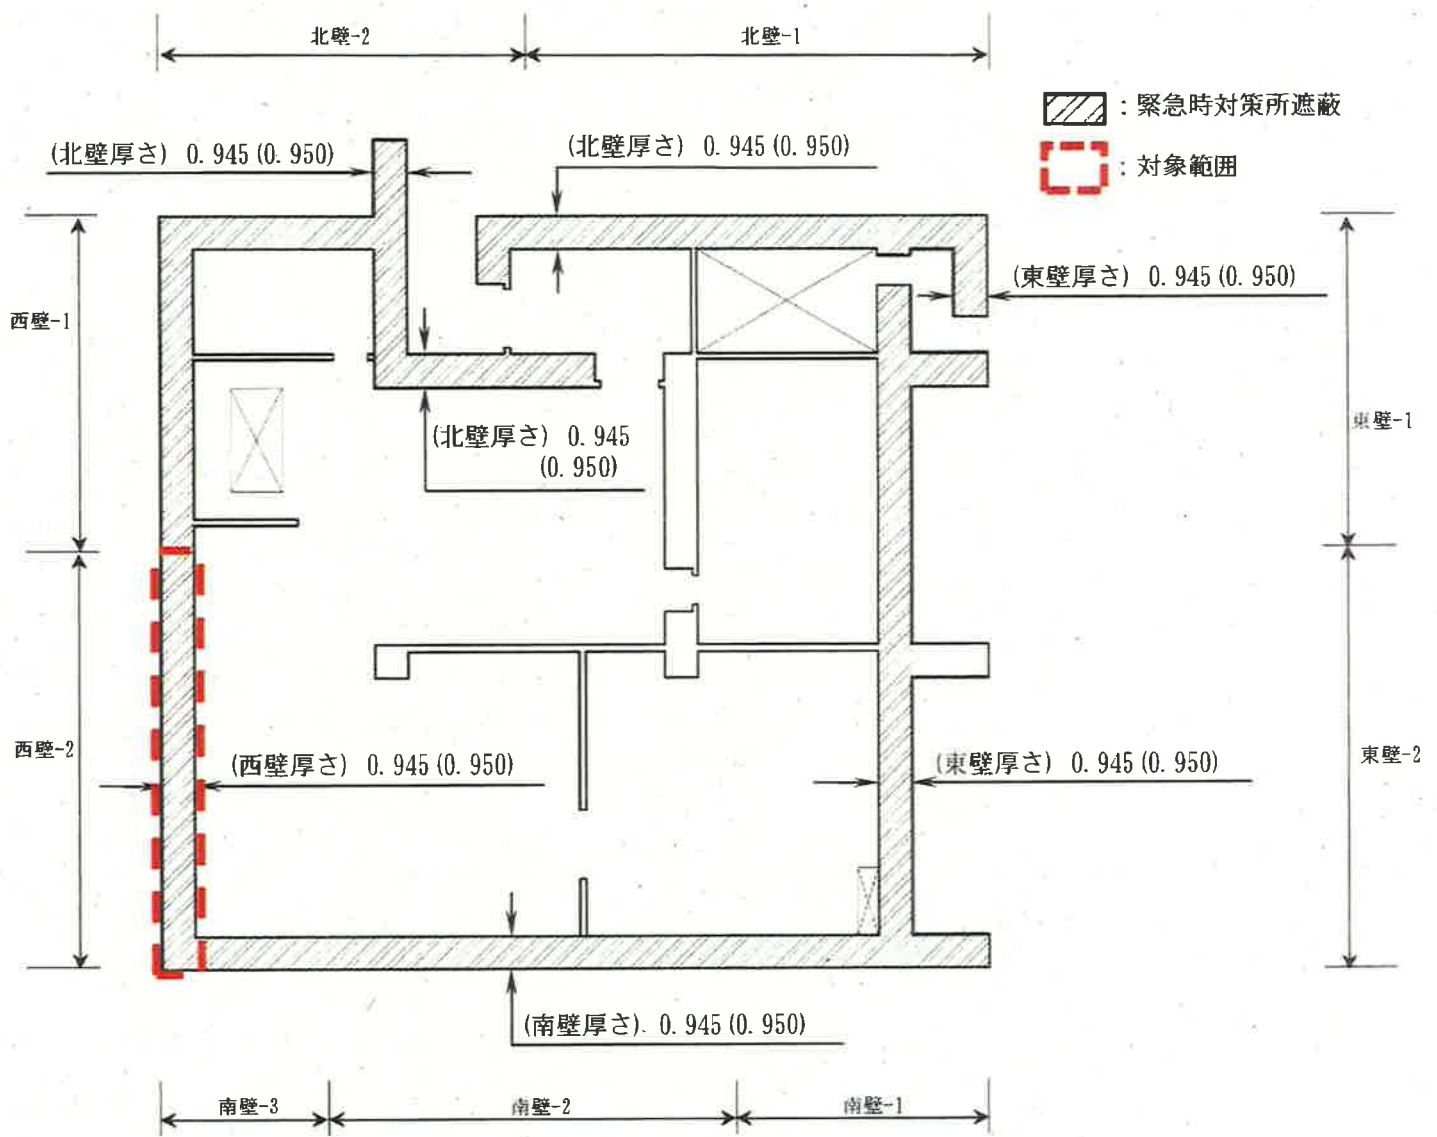 北壁-2
北壁-1
:緊急時対策所遮蔽
(北壁厚さ) 0.945(0.950)
(北壁厚さ) 0.945(0.950)
:対象範囲
(東壁厚さ) 0.945(0.950)
西壁-1
東壁-1
(北壁厚さ) 0.945
(0.950)
西壁-2
(西壁厚さ) 0.945(0.950)
(東壁厚さ) 0.945(0.950)
東壁-2
(南壁厚さ). 0.945(0.950)
南壁-3
南壁-2
南壁-1